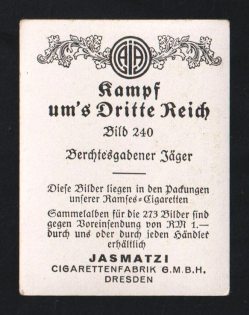 Kampf
um's Dritte Reich
Bild 240
Berchtesgadener Jäger
Diese Bilder liegen in den Packungen
unserer Ramses-Cigaretten
Sammelalben für die 273 Bilder sind
gegen Voreinsendung von RM 1.—
durch uns oder durch jeden Händler
erhältlich
JASMATZI
CIGARETTENFABRIK G.M.B.H.
DRESDEN